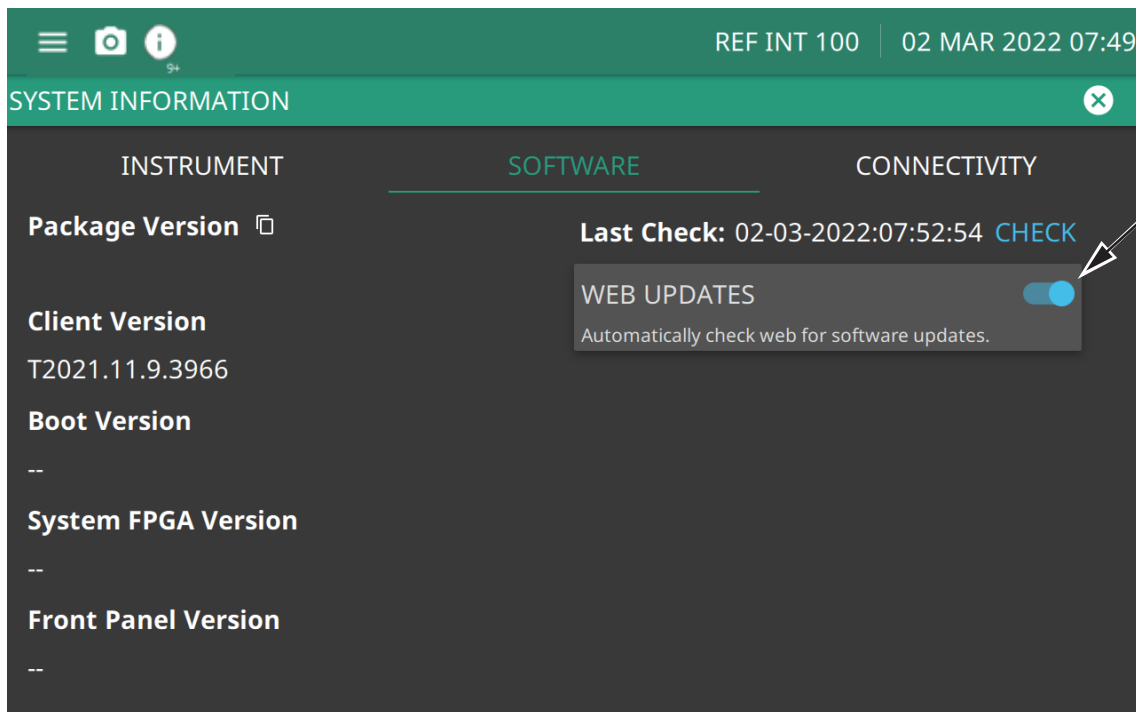 9+
REF INT 100 02 MAR 2022 07:49
SYSTEM INFORMATION
INSTRUMENT SOFTWARE CONNECTIVITY
Package Version
Last Check: 02-03-2022:07:52:54 CHECK
WEB UPDATES
Automatically check web for software updates.
Client Version
T2021.11.9.3966
Boot Version
--
System FPGA Version
--
Front Panel Version
--